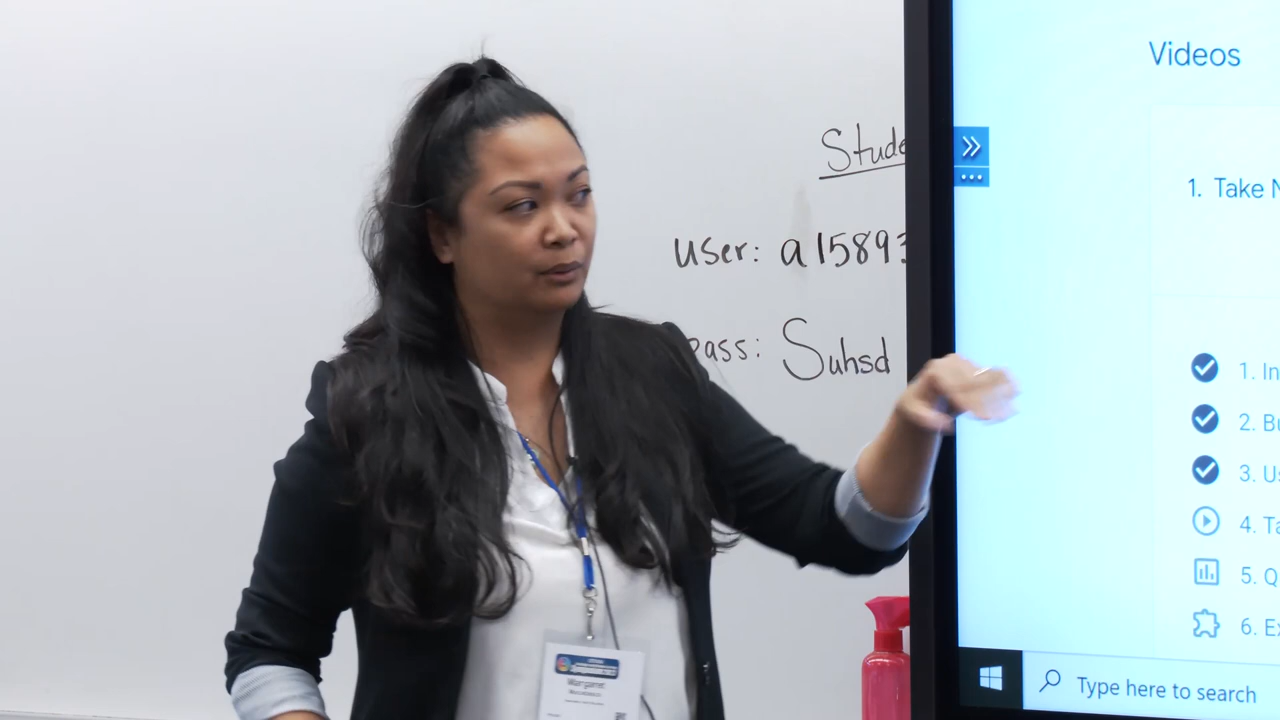 Stude
user: a15893
pass: Suhsd
Videos
1. Take N
1. In
2. Bu
3. Us
4. Ta
5. Q
6. Ex
Type here to search
Margaret